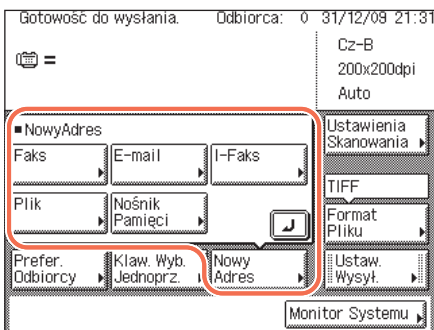 Gotowość do wysłania. Odbiorca: 0 31/12/09 21:31
=
Cz-B
200x200dpi
Auto
▪NowyAdres
Faks
E-mail
I-Faks
Plik
Nośnik
Pamięci
Ustawienia
Skanowania
TIFF
Format
Pliku
Prefer.
Odbiorcy
Klaw. Wyb.
Jednoprz.
Nowy
Adres
Ustaw.
Wysył.
Monitor Systemu